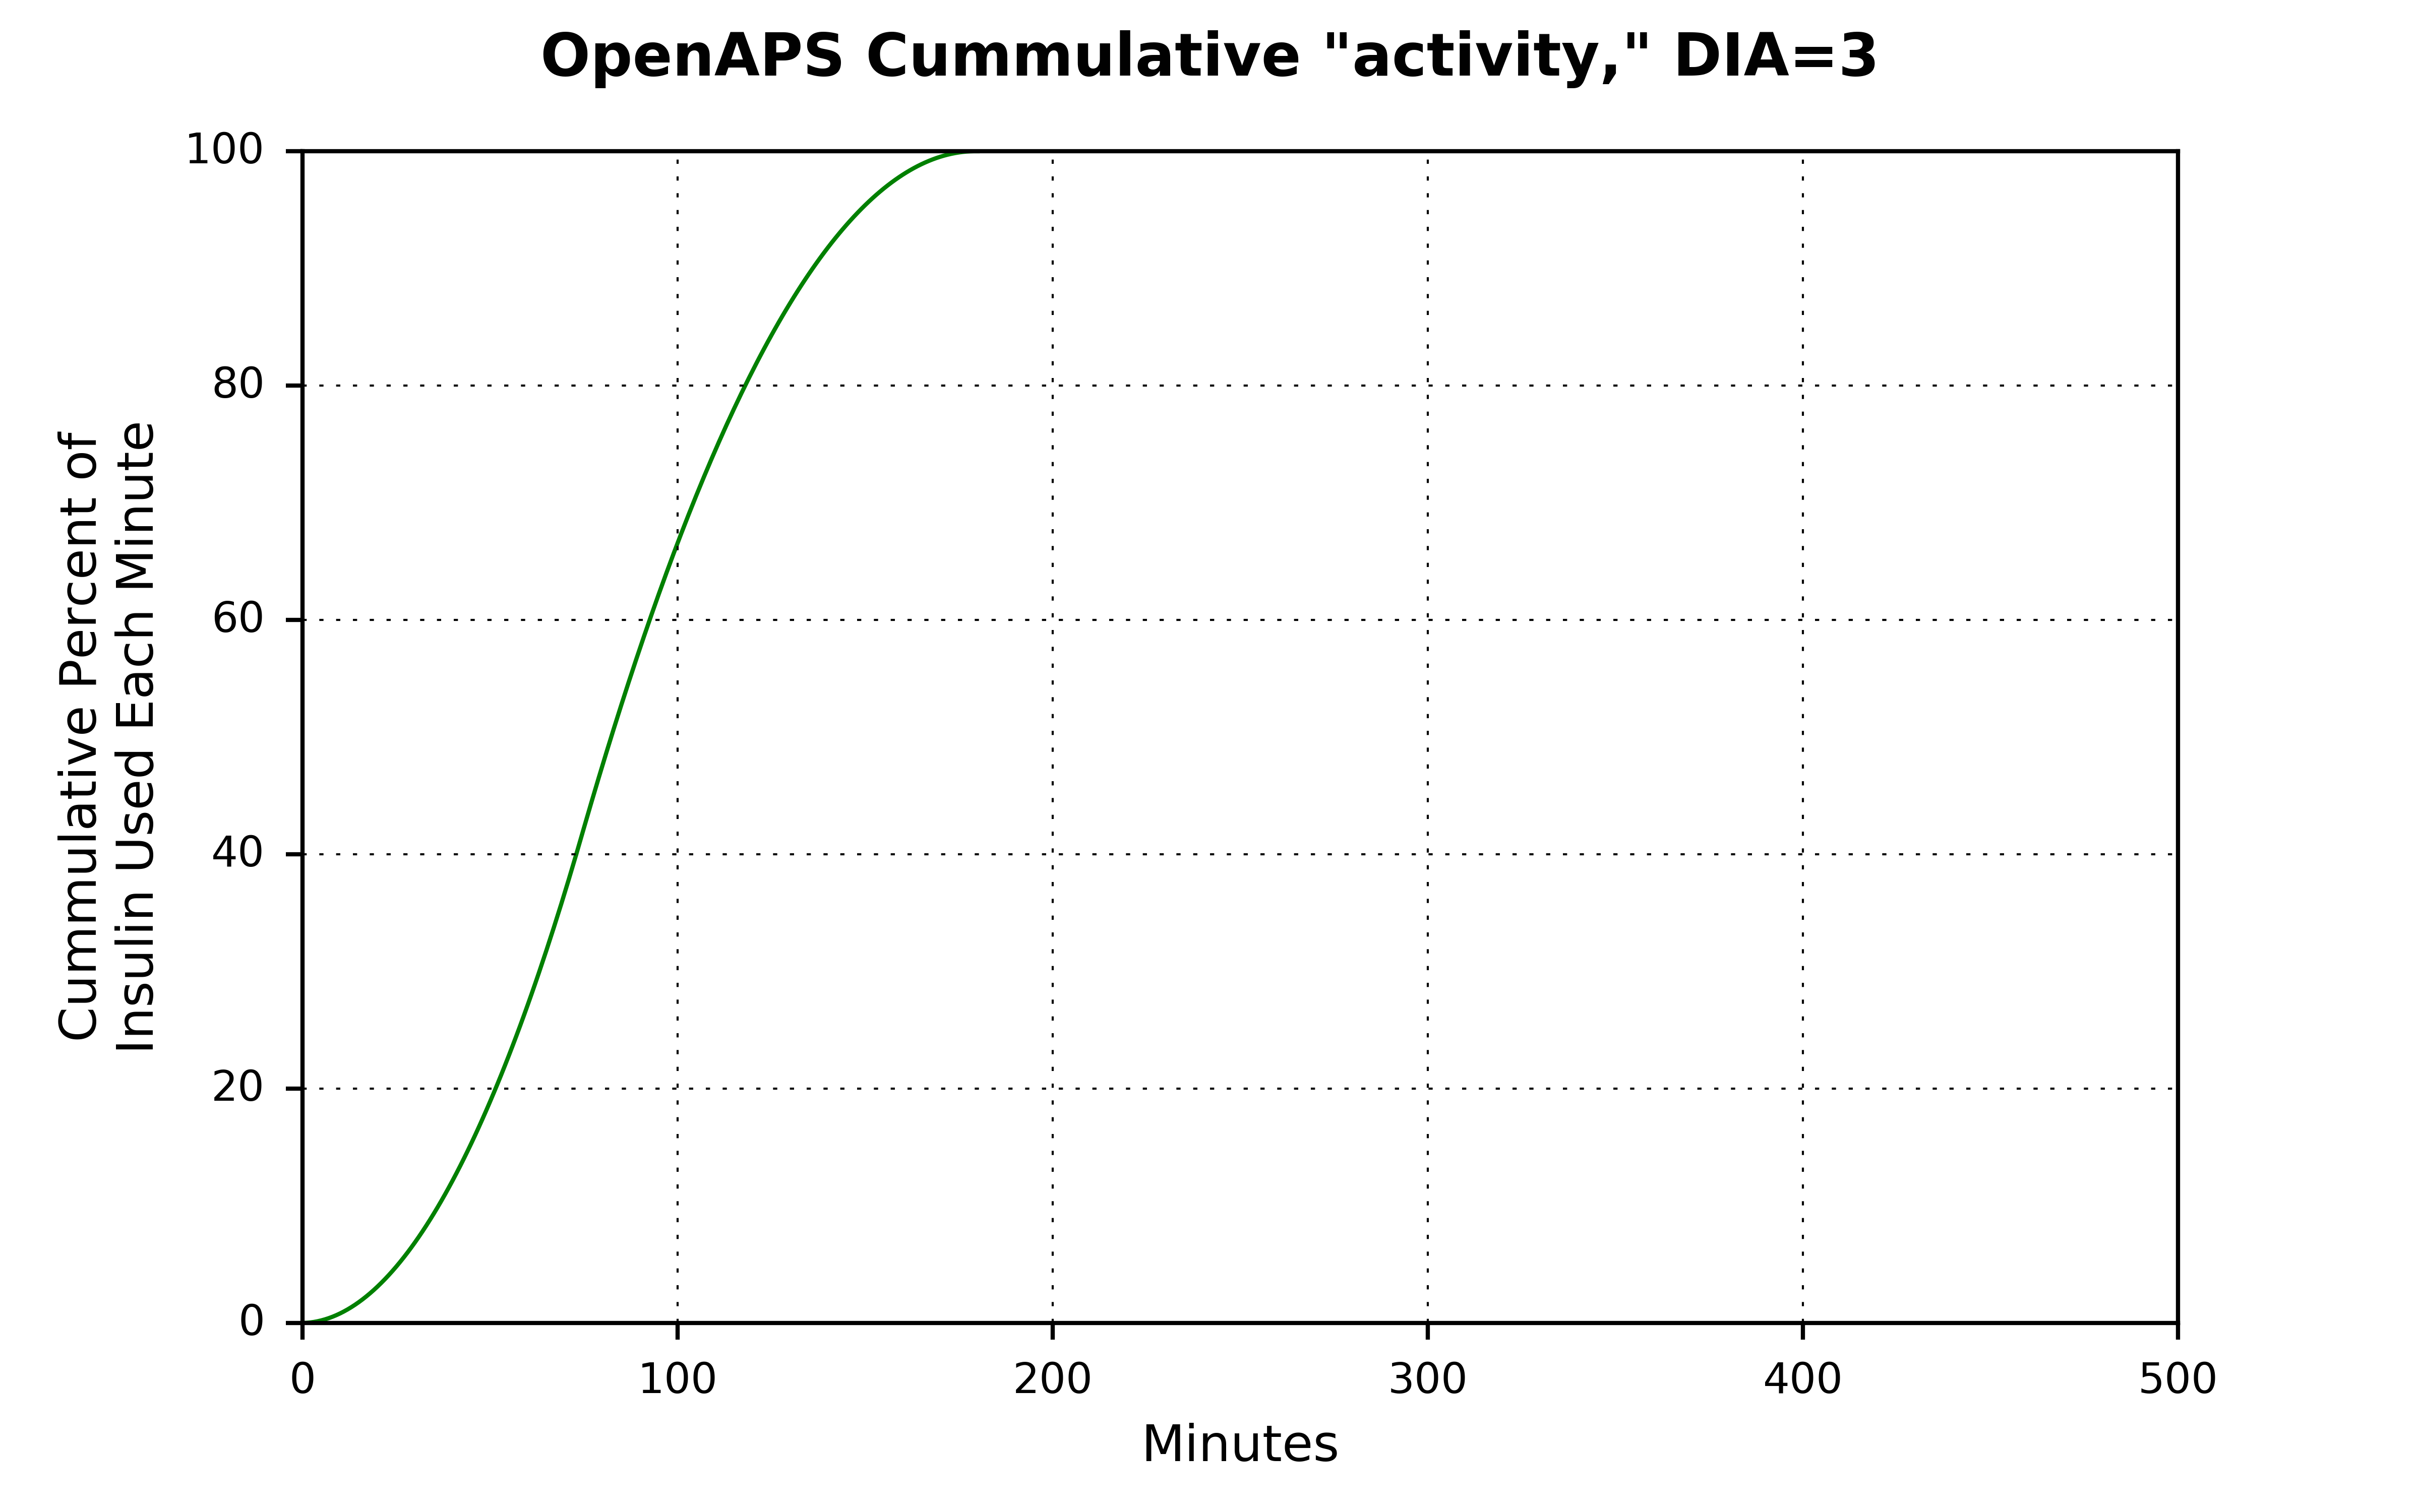 OpenAPS Cummulative "activity," DIA=3
100
80
60
40
20
0
Cummulative Percent of
Insulin Used Each Minute
0 100 200 300 400 500
Minutes